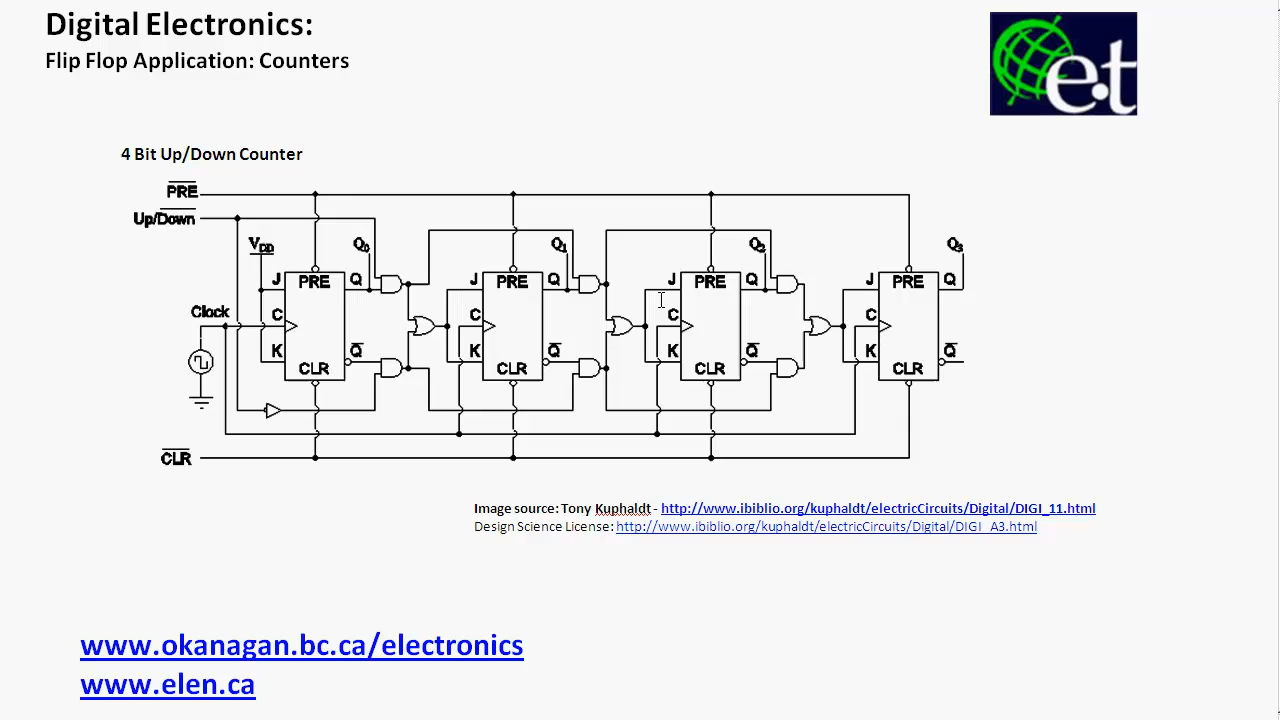 Digital Electronics:
Flip Flop Application: Counters
e.t
4 Bit Up/Down Counter
PRE
Up/Down
VDD Q0 Q1 Q2 Q3
J PRE Q J PRE Q J PRE Q J PRE Q
Clock C C C C
K Q K Q K Q K Q
CLR CLR CLR CLR
CLR
Image source: Tony Kuphaldt - http://www.ibiblio.org/kuphaldt/electricCircuits/Digital/DIGI_11.html
Design Science License: http://www.ibiblio.org/kuphaldt/electricCircuits/Digital/DIGI_A3.html
www.okanagan.bc.ca/electronics
www.elen.ca